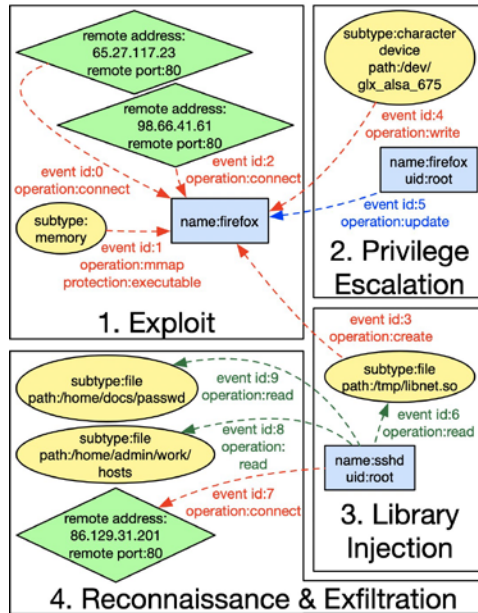 remote address:
65.27.117.23
remote port:80
remote address:
98.66.41.61
remote port:80
event id:0
operation:connect
event id:2
operation:connect
subtype:
memory
name:firefox
event id:1
operation:mmap
protection:executable
1. Exploit
subtype:character
device
path:/dev/
glx_alsa_675
event id:4
operation:write
name:firefox
uid:root
event id:5
operation:update
2. Privilege
Escalation
event id:3
operation:create
subtype:file
path:/tmp/libnet.so
event id:6
operation:read
name:sshd
uid:root
3. Library
Injection
subtype:file
path:/home/docs/passwd
event id:9
operation:read
subtype:file
path:/home/admin/work/
hosts
event id:8
operation:
read
remote address:
86.129.31.201
remote port:80
event id:7
operation:connect
4. Reconnaissance & Exfiltration